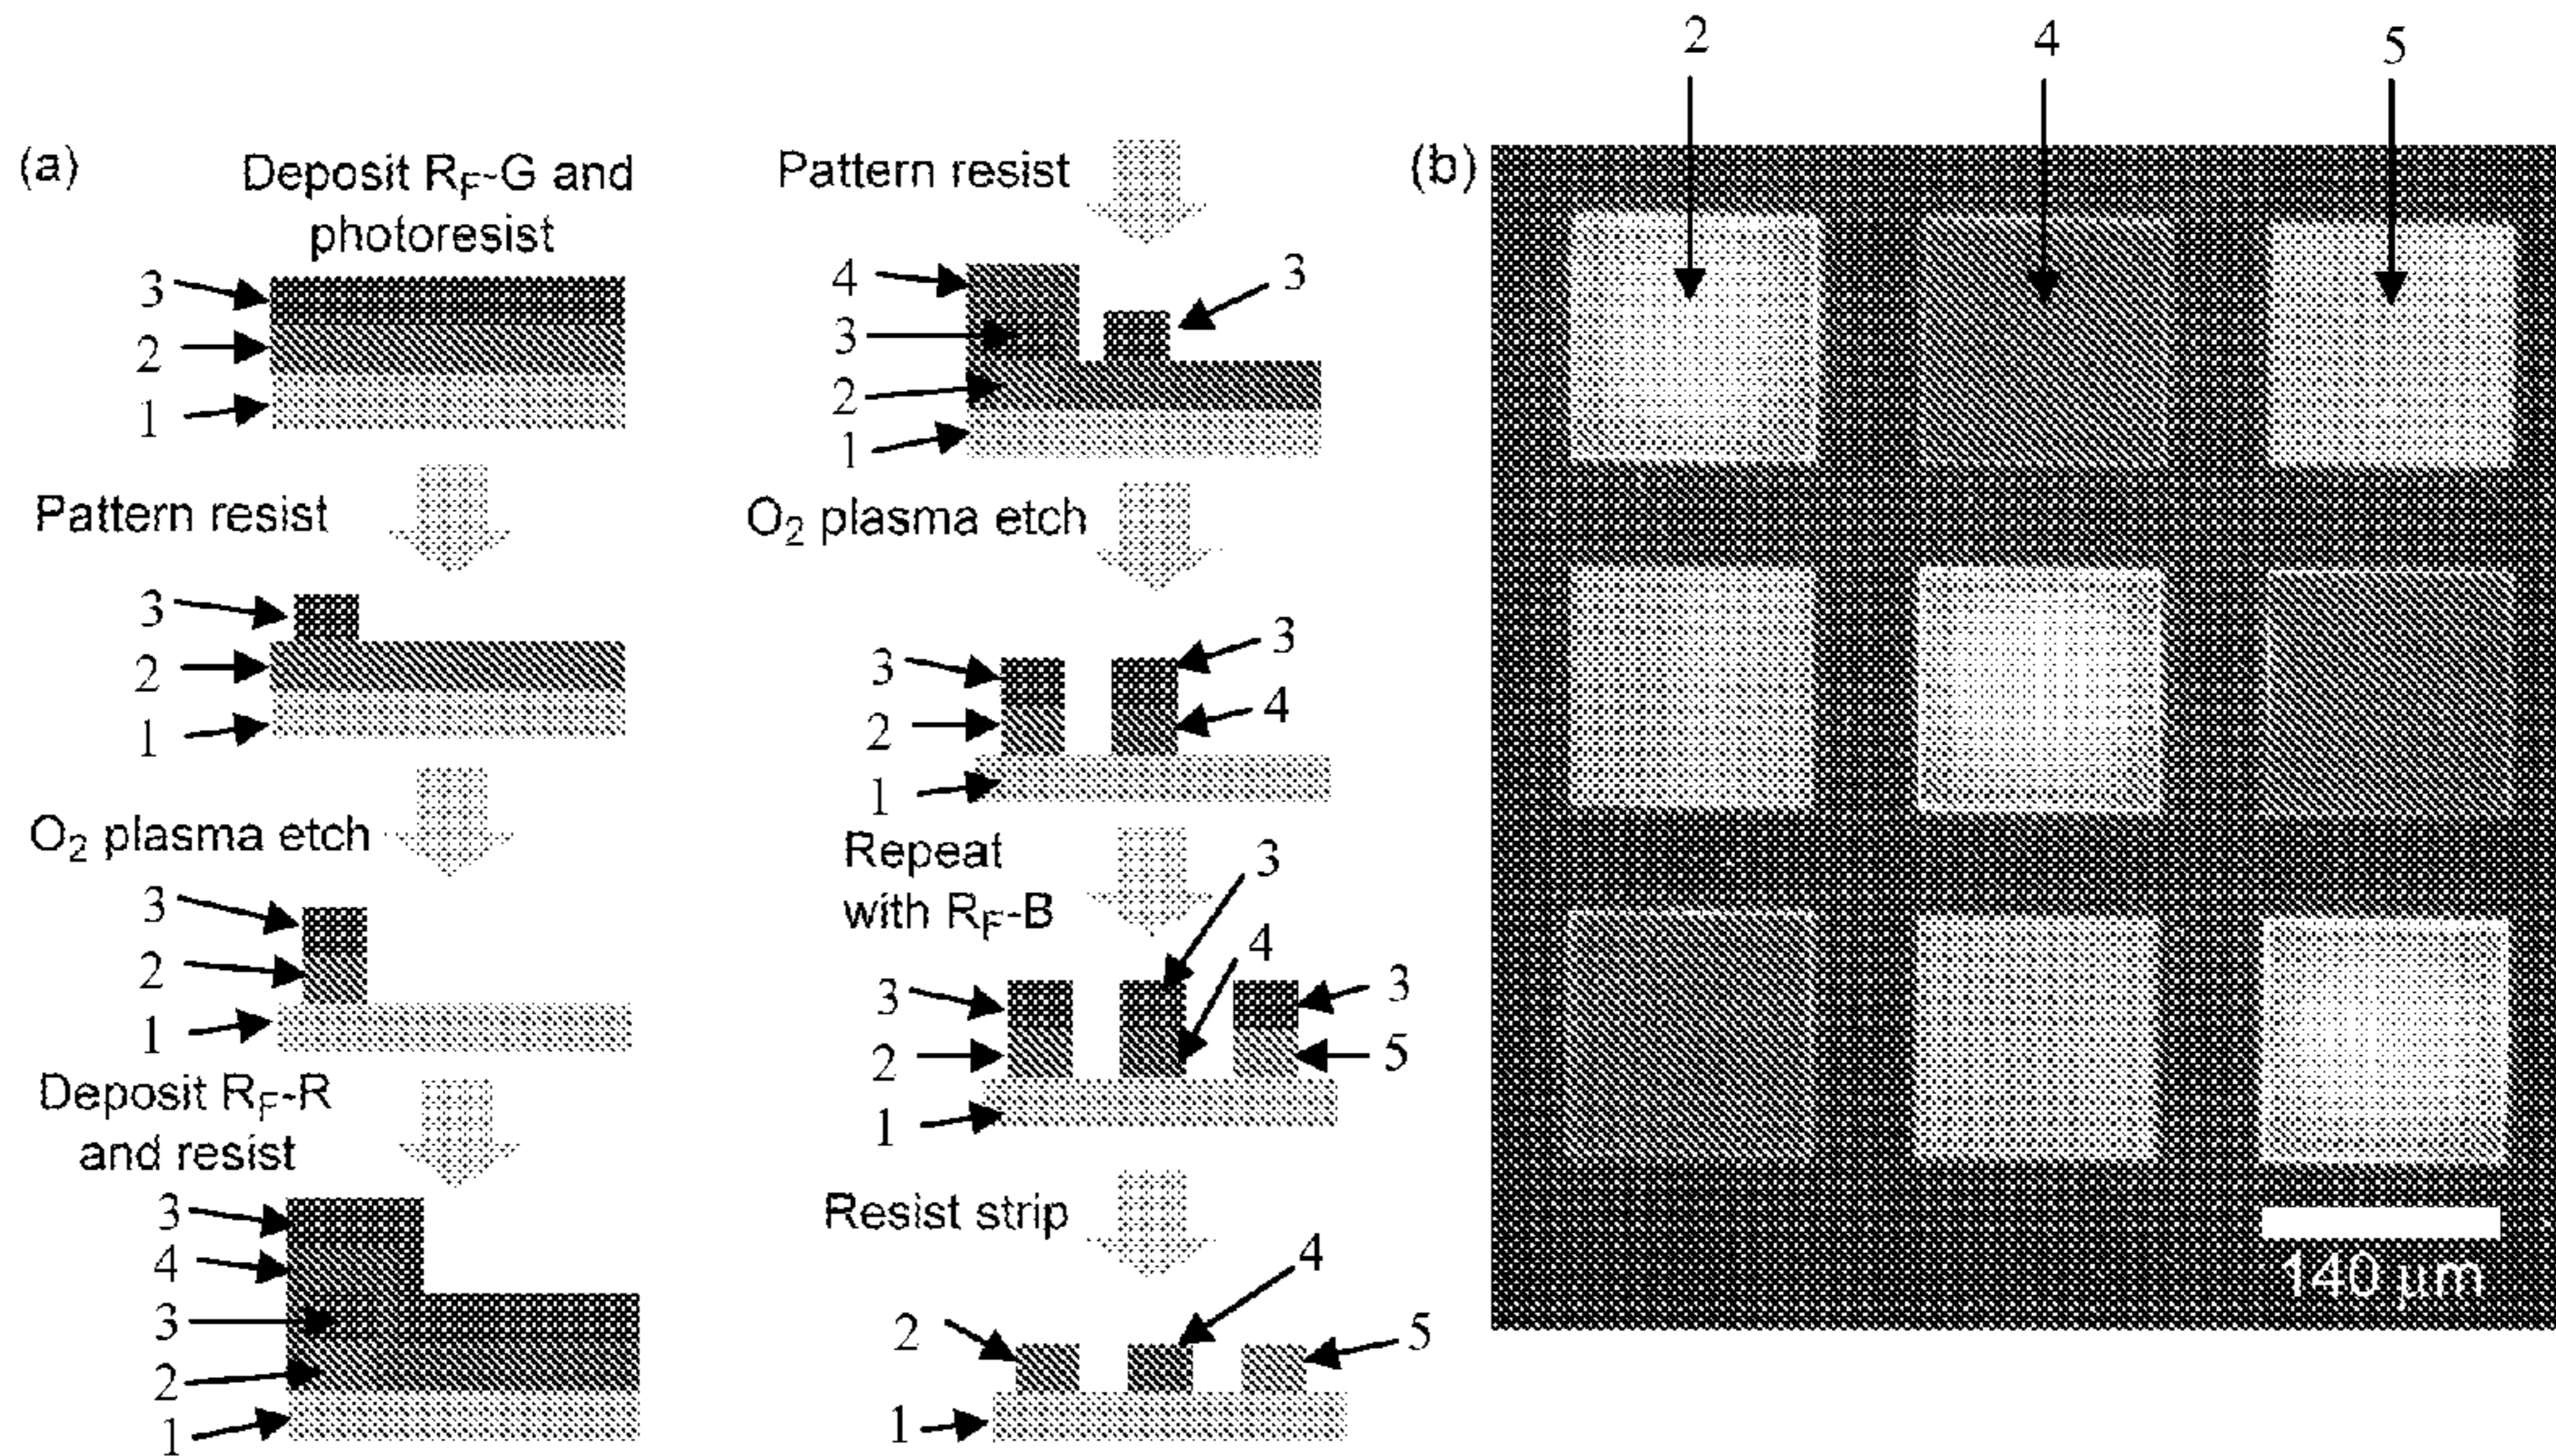 (a)
Deposit R_F-G and
photoresist
3
2
1
Pattern resist
3
2
1
O₂ plasma etch
3
2
1
Deposit R_F-R
and resist
3
4
3
2
1
Pattern resist
4
3
3
2
1
O₂ plasma etch
3
3
2
4
1
Repeat
with R_F-B
3
4
3
3
2
5
1
Resist strip
4
2
5
1
(b)
2
4
5
140 µm